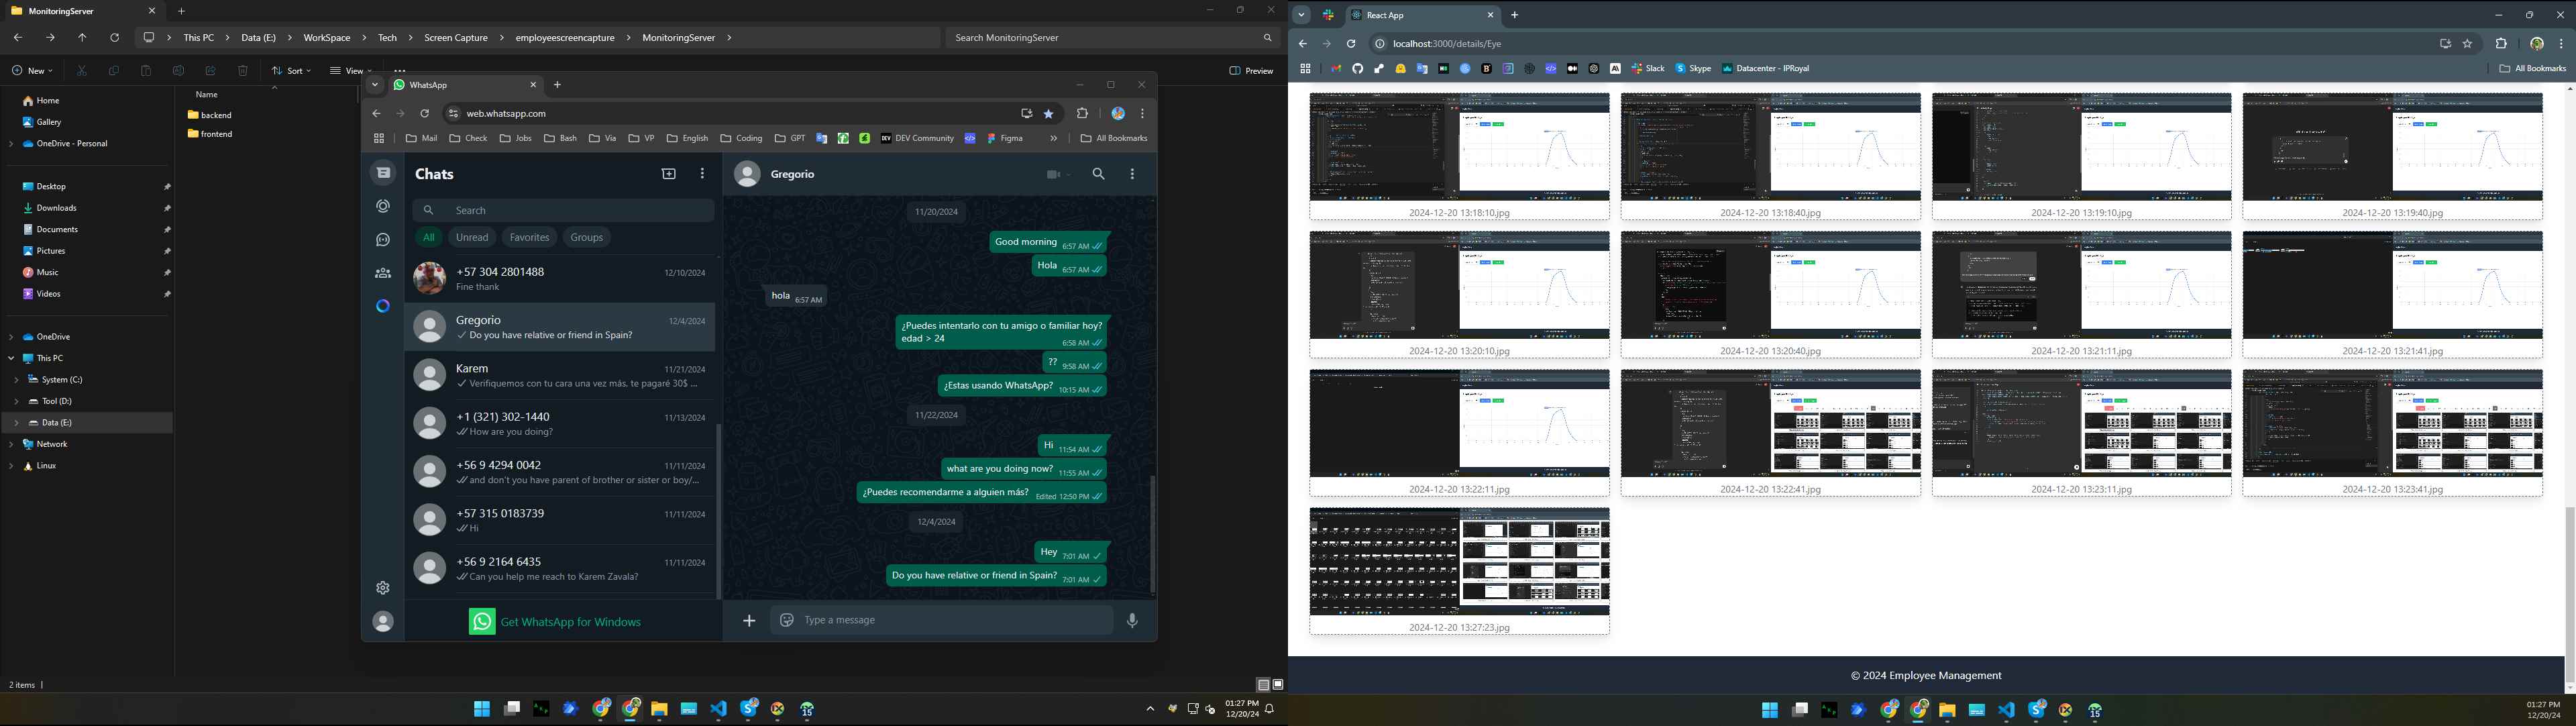 MonitoringServer
This PC
Data (E:)
WorkSpace
Tech
Screen Capture
employeescreencapture
MonitoringServer
Search MonitoringServer
New
Sort
View
Preview
Home
Gallery
OneDrive - Personal
Desktop
Downloads
Documents
Pictures
Music
Videos
OneDrive
This PC
System (C:)
Tool (D:)
Data (E:)
Network
Linux
Name
backend
frontend
2 items
WhatsApp
web.whatsapp.com
Mail
Check
Jobs
Bash
Via
VP
English
Coding
GPT
DEV Community
Figma
All Bookmarks
Chats
Search
All
Unread
Favorites
Groups
+57 304 2801488
12/10/2024
Fine thank
Gregorio
12/4/2024
Do you have relative or friend in Spain?
Karem
11/21/2024
Verifiquemos con tu cara una vez más, te pagaré 30$ ...
+1 (321) 302-1440
11/13/2024
How are you doing?
+56 9 4294 0042
11/11/2024
and don't you have parent of brother or sister or boy/...
+57 315 0183739
11/11/2024
Hi
+56 9 2164 6435
11/11/2024
Can you help me reach to Karem Zavala?
Get WhatsApp for Windows
Gregorio
11/20/2024
Good morning 6:57 AM
Hola 6:57 AM
hola 6:57 AM
¿Puedes intentarlo con tu amigo o familiar hoy?
edad > 24 6:58 AM
?? 9:58 AM
¿Estas usando WhatsApp? 10:15 AM
11/22/2024
Hi 11:54 AM
what are you doing now? 11:55 AM
¿Puedes recomendarme a alguien más? Edited 12:50 PM
12/4/2024
Hey 7:01 AM
Do you have relative or friend in Spain? 7:01 AM
Type a message
15
01:27 PM
12/20/24
React App
localhost:3000/details/Eye
Slack
Skype
Datacenter - IPRoyal
All Bookmarks
2024-12-20 13:18:10.jpg
2024-12-20 13:18:40.jpg
2024-12-20 13:19:10.jpg
2024-12-20 13:19:40.jpg
2024-12-20 13:20:10.jpg
2024-12-20 13:20:40.jpg
2024-12-20 13:21:11.jpg
2024-12-20 13:21:41.jpg
2024-12-20 13:22:11.jpg
2024-12-20 13:22:41.jpg
2024-12-20 13:23:11.jpg
2024-12-20 13:23:41.jpg
2024-12-20 13:27:23.jpg
© 2024 Employee Management
15
01:27 PM
12/20/24